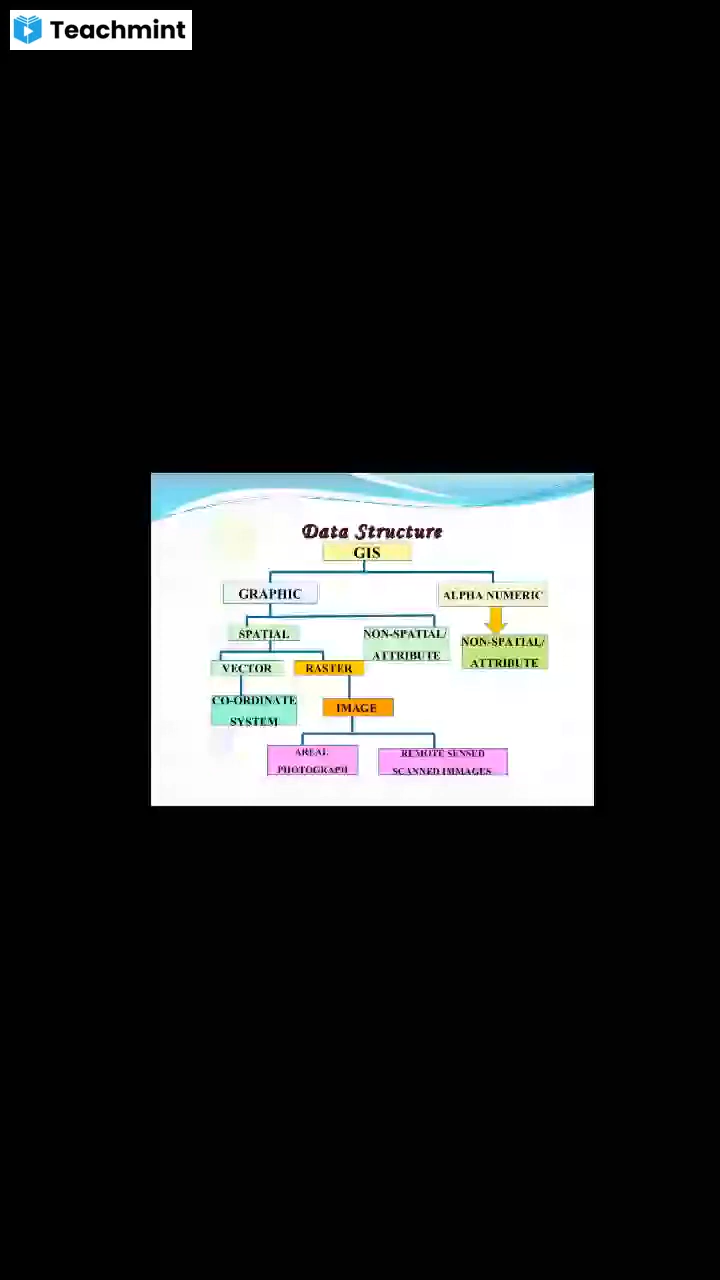 Teachmint
Data Structure
GIS
GRAPHIC
ALPHA NUMERIC
SPATIAL
NON-SPATIAL/
ATTRIBUTE
NON-SPATIAL/
ATTRIBUTE
VECTOR
RASTER
CO-ORDINATE
SYSTEM
IMAGE
AREAL
PHOTOGRAPH
REMOTE SENSED
SCANNED IMMAGES